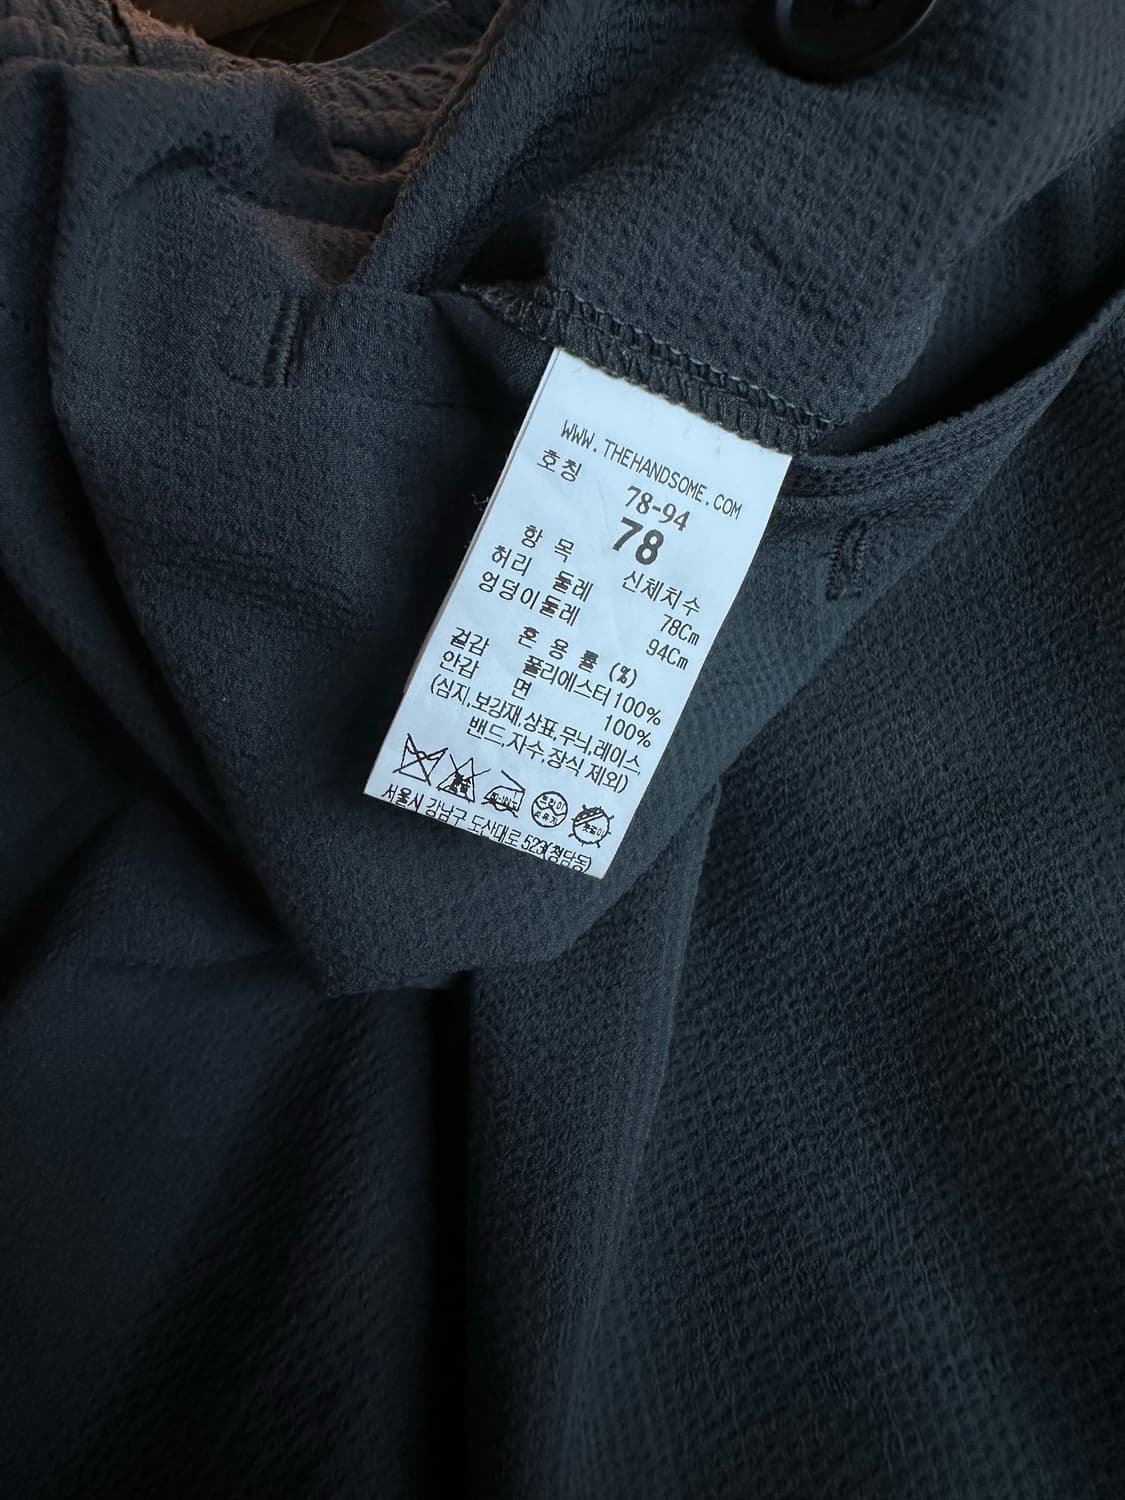 WWW.THEHANDSOME.COM
호칭 78-94
78
항 목 신체치수
허리 둘레 78Cm
엉덩이둘레 94Cm
혼 용 률 (%)
겉감 폴리에스터100%
안감 면 100%
(심지,보강재,상표,무늬,레이스,
밴드,자수,장식 제외)
드라이
서울시 강남구 도산대로 523(청담동)